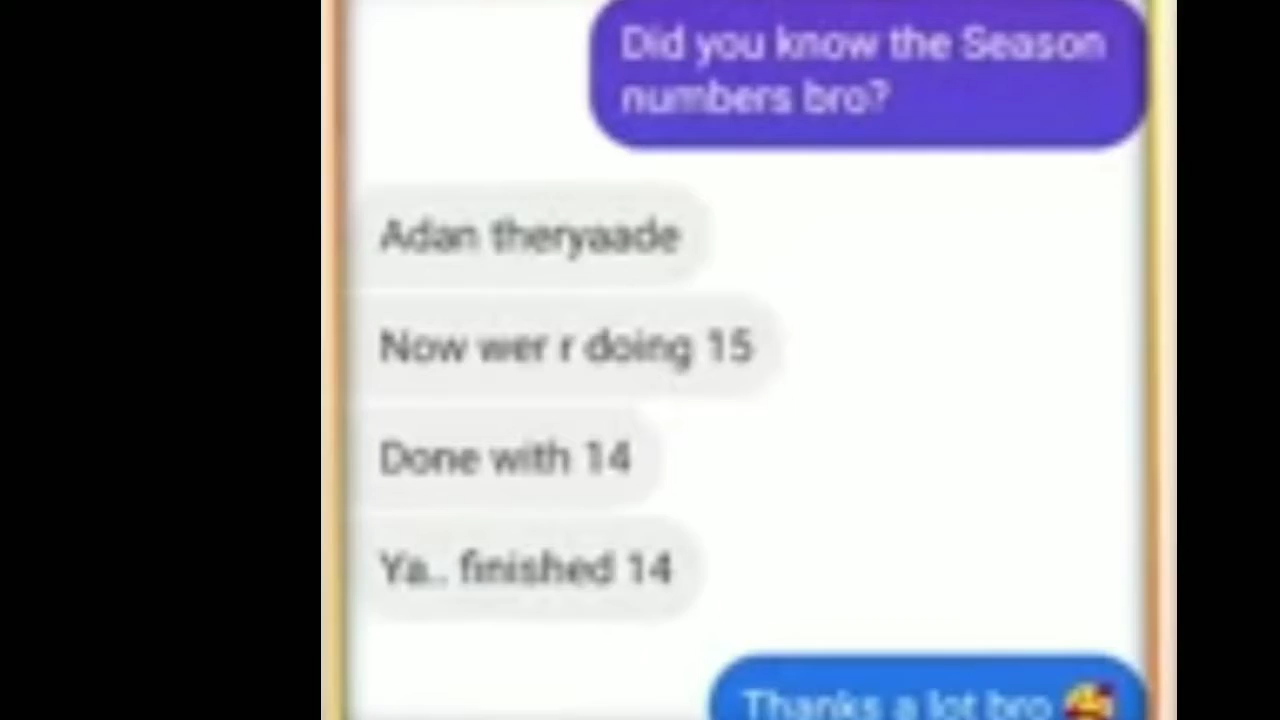 Did you know the Season
numbers bro?
Adan theryaade
Now wer r doing 15
Done with 14
Ya.. finished 14
Thanks a lot bro 🥰